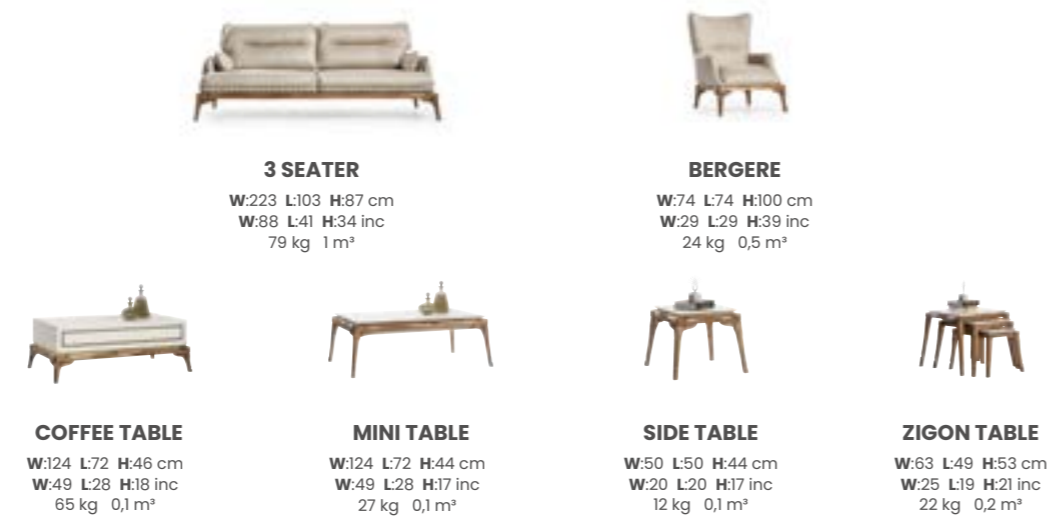 3 SEATER
W:223 L:103 H:87 cm
W:88 L:41 H:34 inc
79 kg 1 m³
BERGERE
W:74 L:74 H:100 cm
W:29 L:29 H:39 inc
24 kg 0,5 m³
COFFEE TABLE
W:124 L:72 H:46 cm
W:49 L:28 H:18 inc
65 kg 0,1 m³
MINI TABLE
W:124 L:72 H:44 cm
W:49 L:28 H:17 inc
27 kg 0,1 m³
SIDE TABLE
W:50 L:50 H:44 cm
W:20 L:20 H:17 inc
12 kg 0,1 m³
ZIGON TABLE
W:63 L:49 H:53 cm
W:25 L:19 H:21 inc
22 kg 0,2 m³